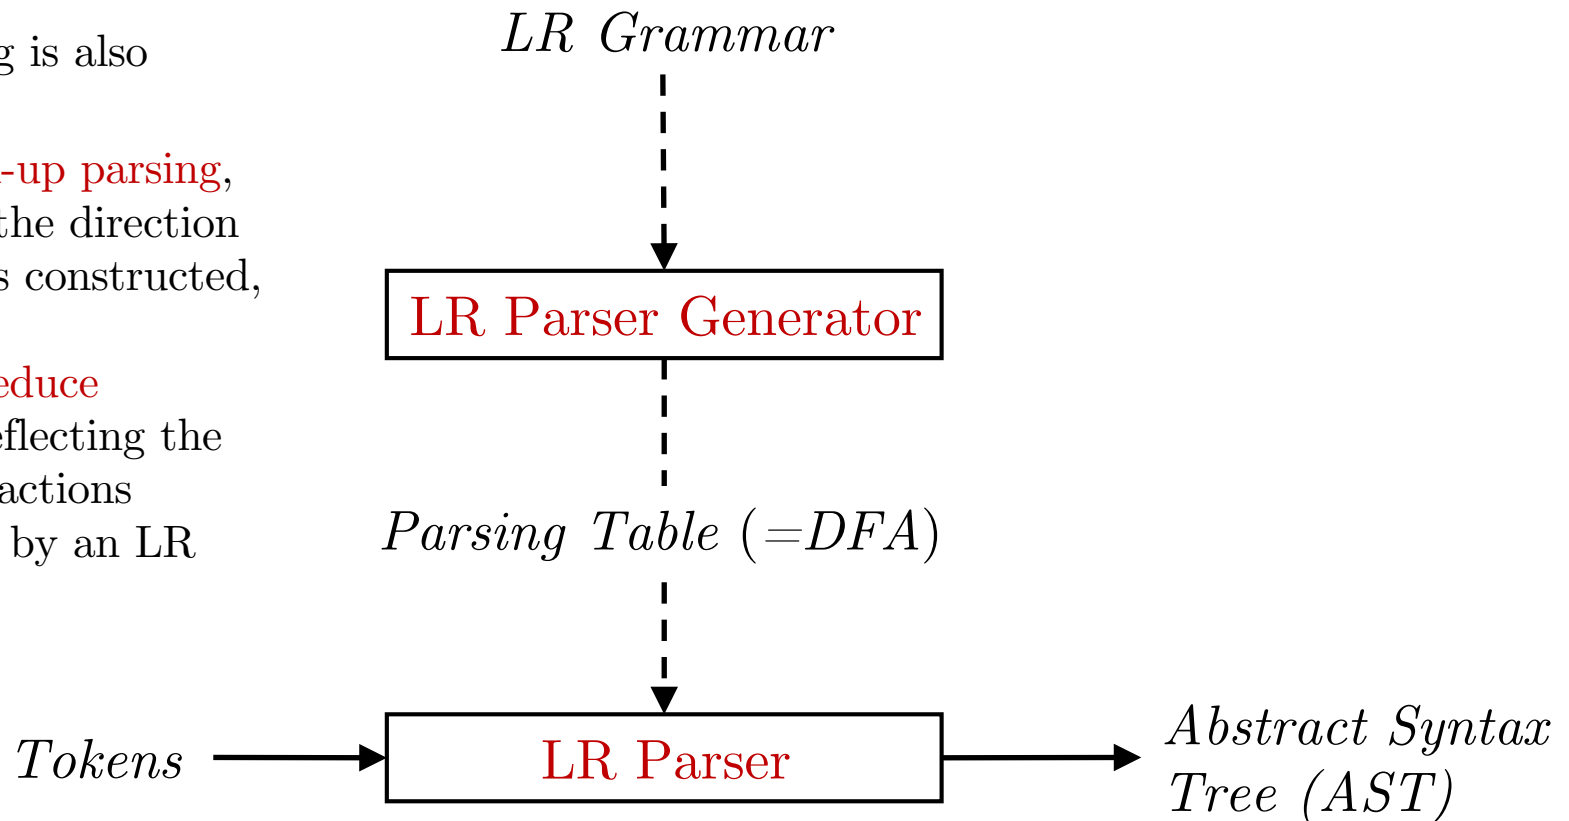 g is also
-up parsing,
the direction
s constructed,
educe
eflecting the
actions
by an LR
LR Grammar
LR Parser Generator
Parsing Table (=DFA)
Tokens
LR Parser
Abstract Syntax
Tree (AST)